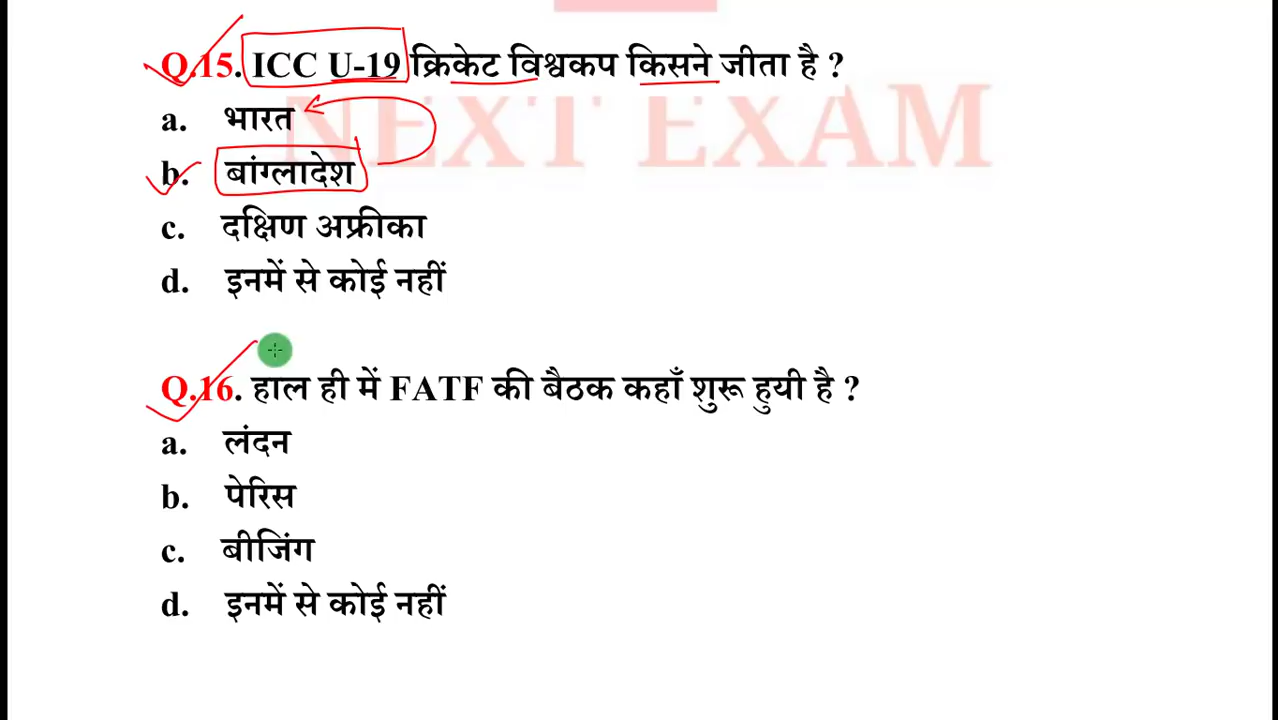 Q.15. ICC U-19 क्रिकेट विश्वकप किसने जीता है ?
NEXT EXAM
a. भारत
b. बांग्लादेश
c. दक्षिण अफ्रीका
d. इनमें से कोई नहीं
Q.16. हाल ही में FATF की बैठक कहाँ शुरू हुयी है ?
a. लंदन
b. पेरिस
c. बीजिंग
d. इनमें से कोई नहीं